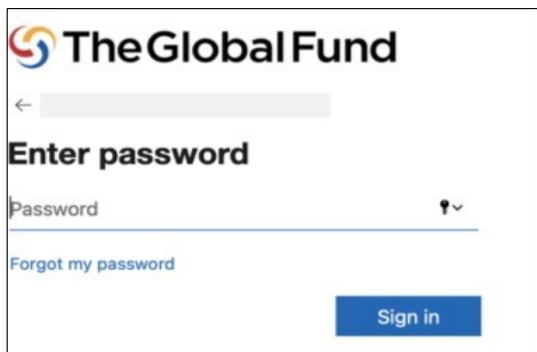 The Global Fund
Enter password
Password
Forgot my password
Sign in